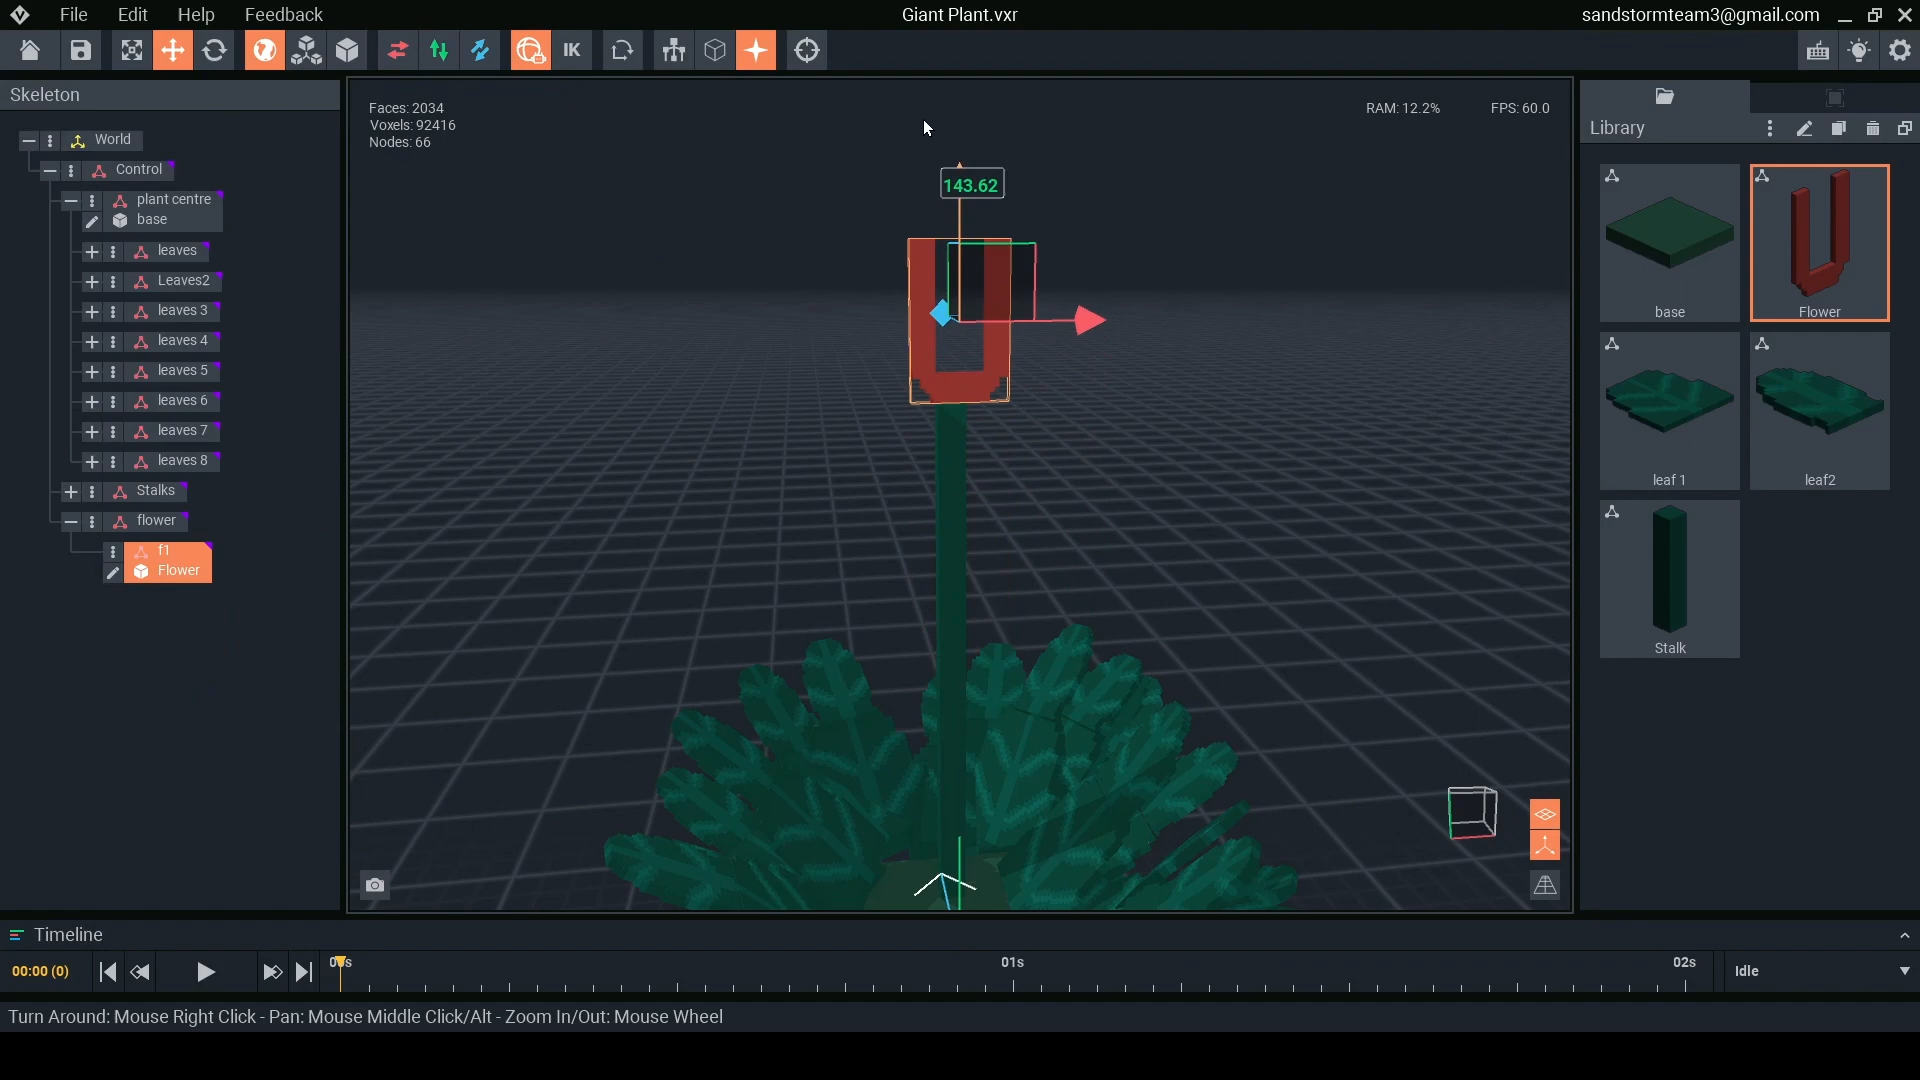 File Edit Help Feedback
Giant Plant.vxr
sandstormteam3@gmail.com
IK
Skeleton
World
Control
plant centre
base
leaves
Leaves2
leaves 3
leaves 4
leaves 5
leaves 6
leaves 7
leaves 8
Stalks
flower
f1
Flower
Faces: 2034
Voxels: 92416
Nodes: 66
RAM: 12.2%
FPS: 60.0
143.62
Library
base
Flower
leaf 1
leaf2
Stalk
Timeline
00:00 (0)
01s
02s
Idle
Turn Around: Mouse Right Click - Pan: Mouse Middle Click/Alt - Zoom In/Out: Mouse Wheel